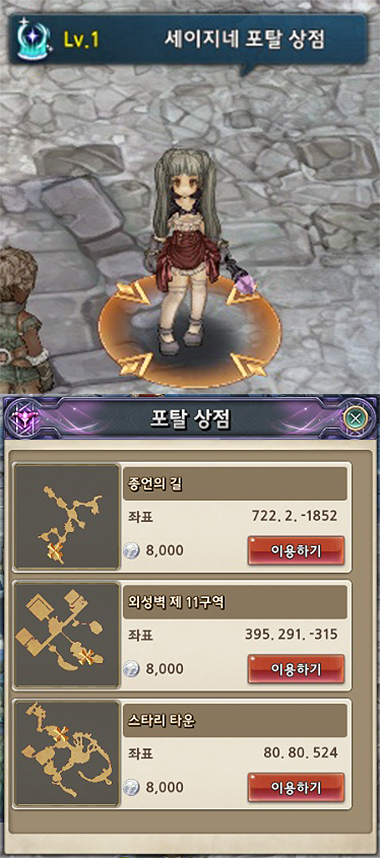 Lv.1 세이지네 포탈 상점
포탈 상점
종언의 길
좌표 722. 2. -1852
8,000 이용하기
외성벽 제 11구역
좌표 395. 291. -315
8,000 이용하기
스타리 타운
좌표 80. 80. 524
8,000 이용하기